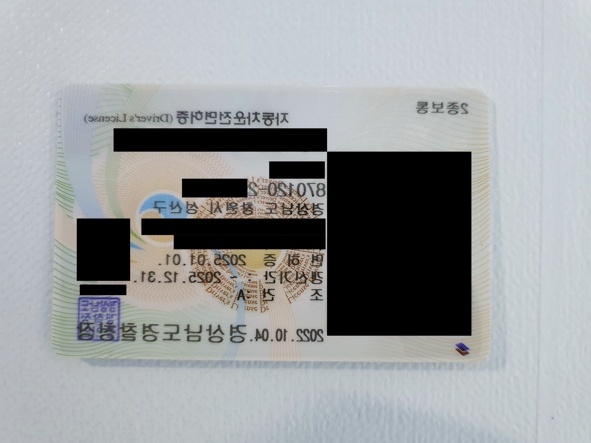 2종보통
자동차운전면허증 (Driver's License)
870120-2
경상남도 창원시 성산구
면 허 증 2025.01.01.
갱신기간 : ~ 2025.12.31.
조 건 : A
2022.10.04. 경상남도경찰청장